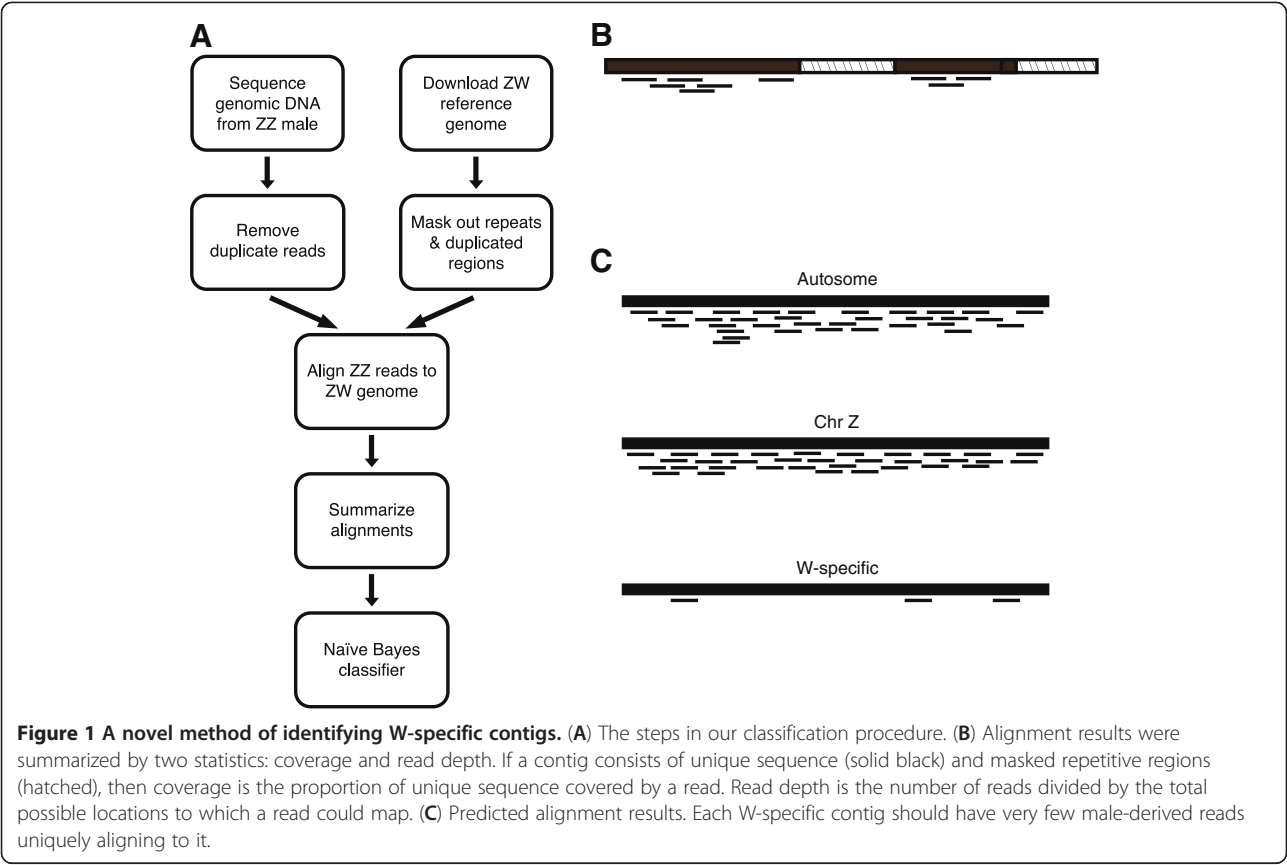 A
Sequence
genomic DNA
from ZZ male
Download ZW
reference
genome
Remove
duplicate reads
Mask out repeats
& duplicated
regions
Align ZZ reads to
ZW genome
Summarize
alignments
Naïve Bayes
classifier
B
C
Autosome
Chr Z
W-specific
Figure 1 A novel method of identifying W-specific contigs. (A) The steps in our classification procedure. (B) Alignment results were
summarized by two statistics: coverage and read depth. If a contig consists of unique sequence (solid black) and masked repetitive regions
(hatched), then coverage is the proportion of unique sequence covered by a read. Read depth is the number of reads divided by the total
possible locations to which a read could map. (C) Predicted alignment results. Each W-specific contig should have very few male-derived reads
uniquely aligning to it.